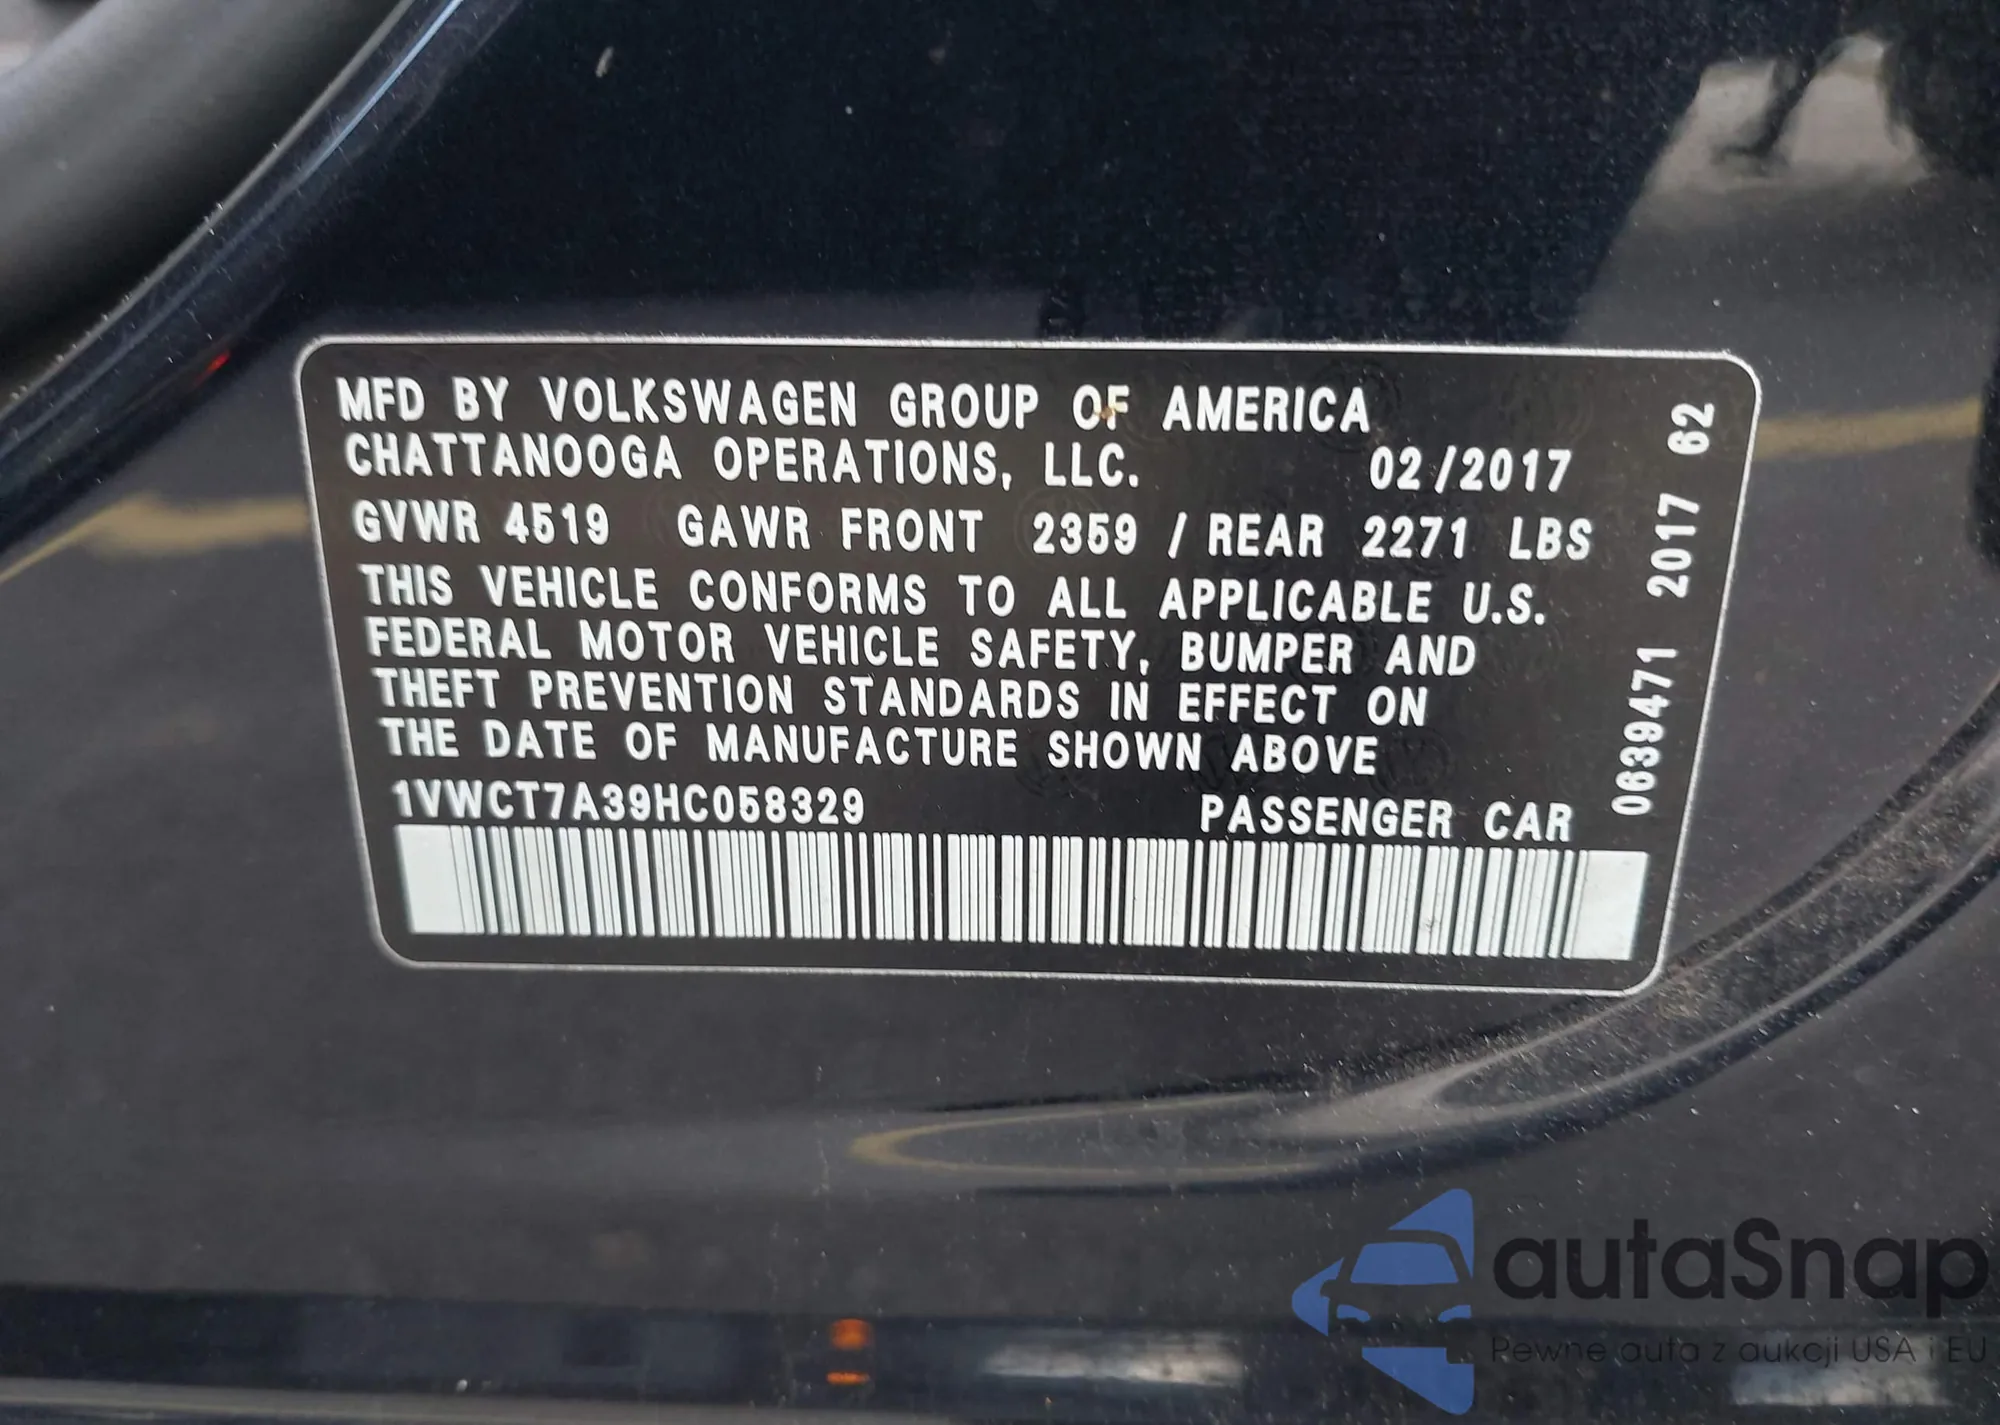 MFD BY VOLKSWAGEN GROUP OF AMERICA
CHATTANOOGA OPERATIONS, LLC. 02/2017
GVWR 4519 GAWR FRONT 2359 / REAR 2271 LBS
THIS VEHICLE CONFORMS TO ALL APPLICABLE U.S.
FEDERAL MOTOR VEHICLE SAFETY, BUMPER AND
THEFT PREVENTION STANDARDS IN EFFECT ON
THE DATE OF MANUFACTURE SHOWN ABOVE
1VWCT7A39HC058329 PASSENGER CAR
0639471 2017 62
autaSnap
Pewne auta z aukcji USA i EU